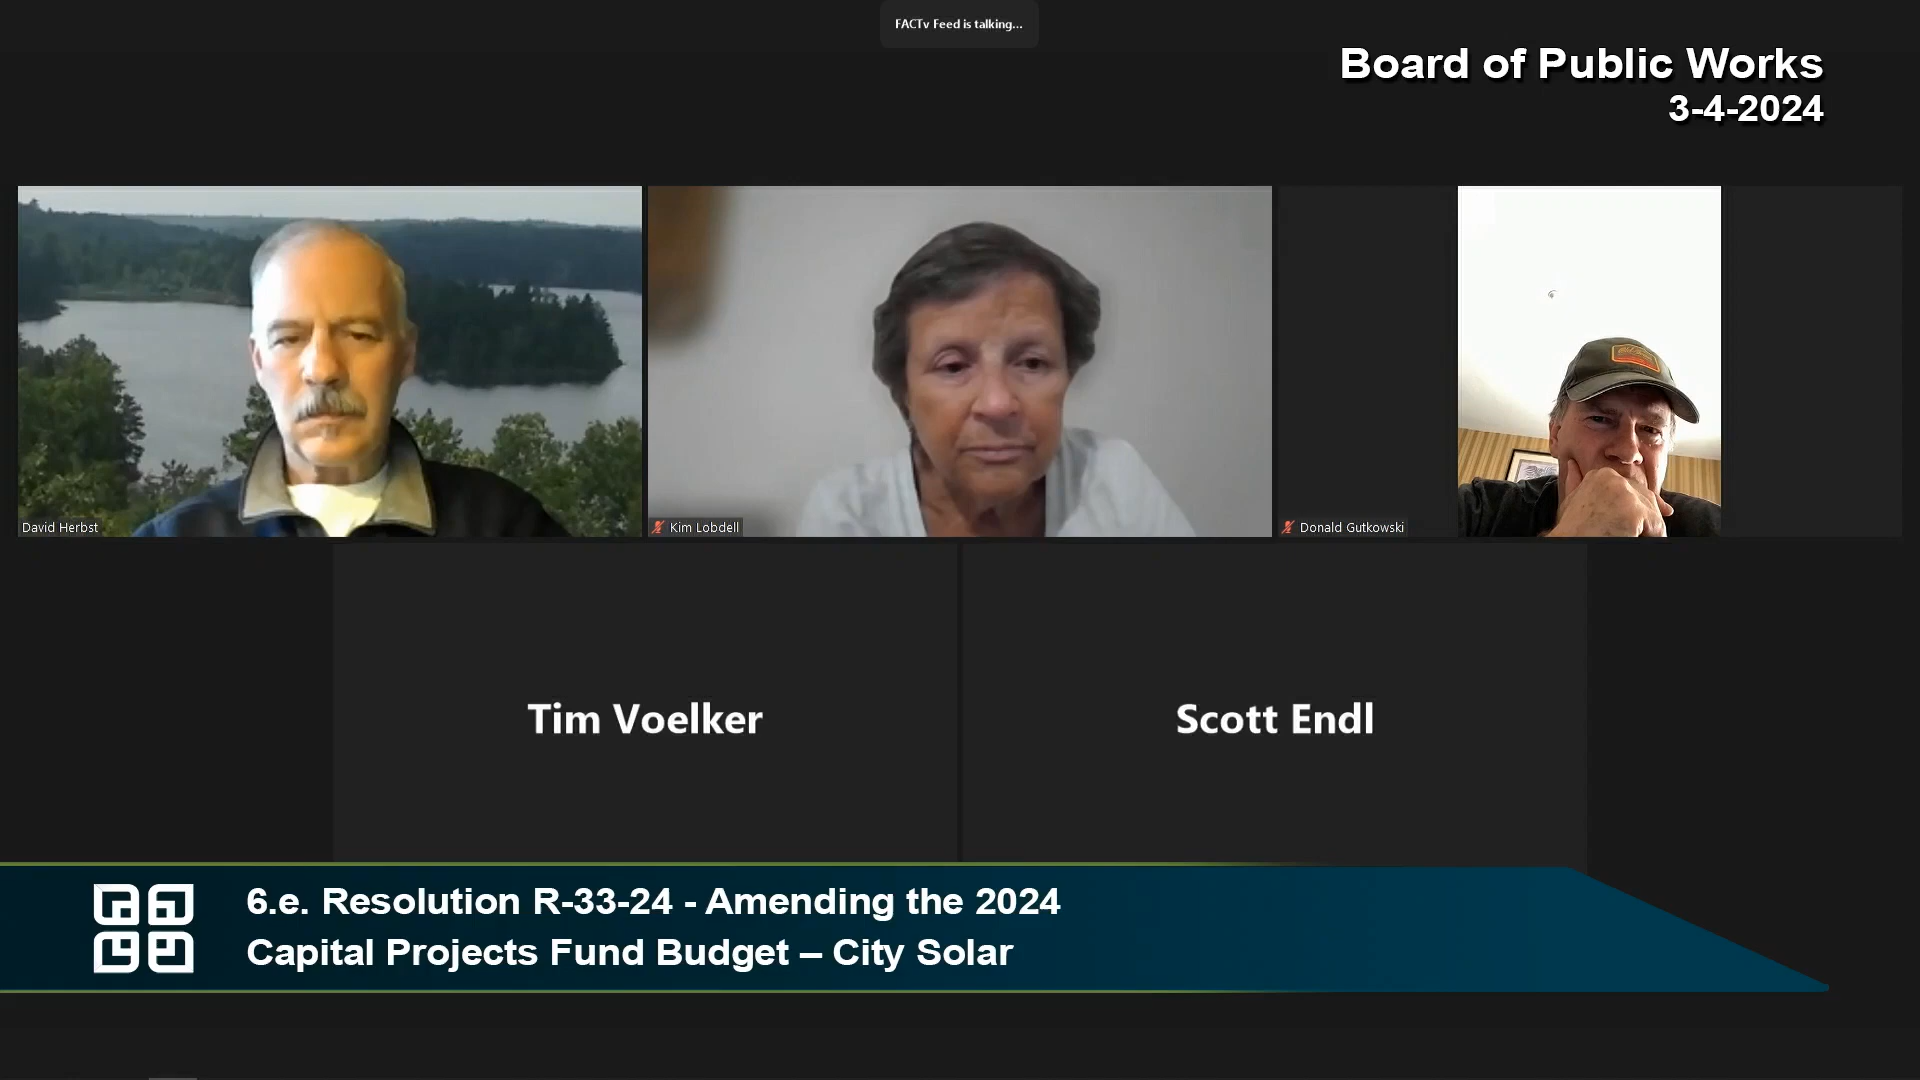 FACTv Feed is talking...
Board of Public Works
3-4-2024
David Herbst
Kim Lobdell
Donald Gutkowski
Tim Voelker
Scott Endl
6.e. Resolution R-33-24 - Amending the 2024
Capital Projects Fund Budget – City Solar